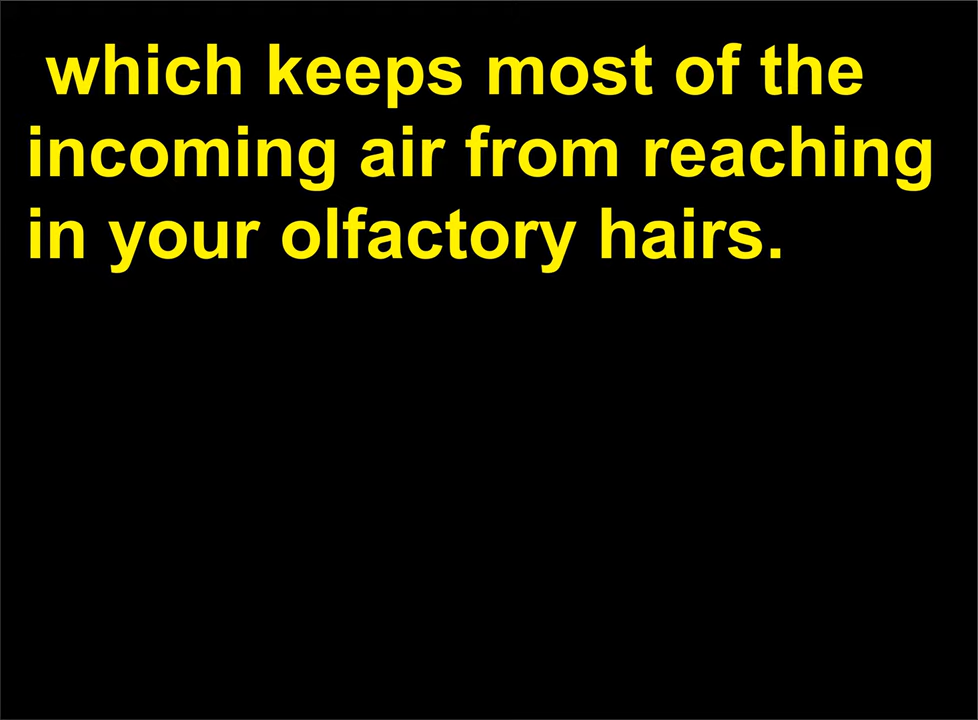 which keeps most of the
incoming air from reaching
in your olfactory hairs.